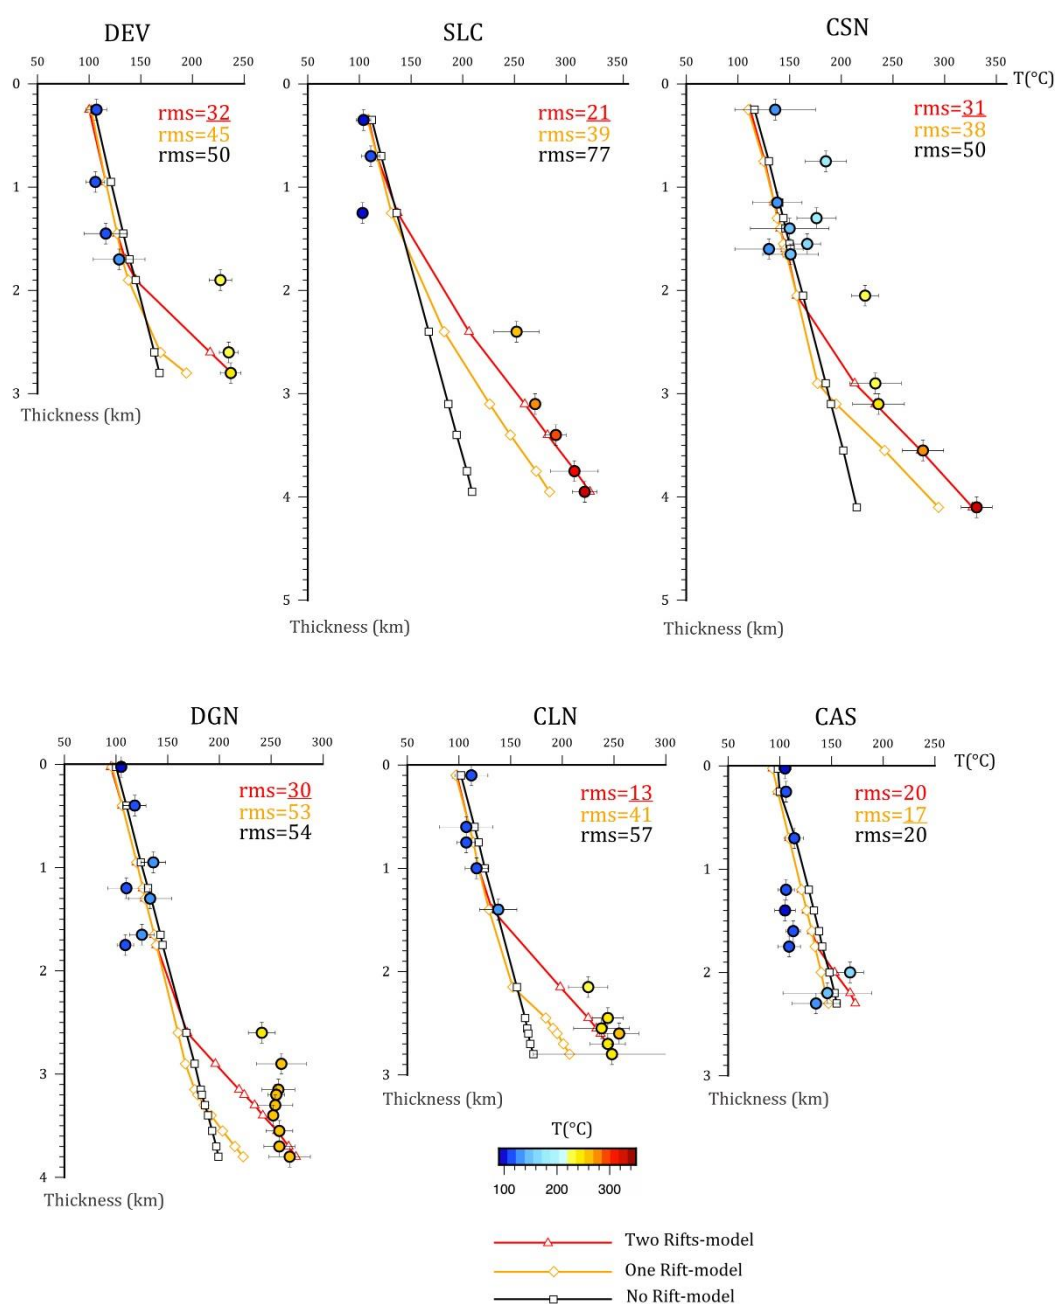 DEV
SLC
CSN
50 100 150 200 250
50 100 150 200 250 300 350
50 100 150 200 250 300 350 T(°C)
0
1
2
3
Thickness (km)
rms=32
rms=45
rms=50
0
1
2
3
4
5
Thickness (km)
rms=21
rms=39
rms=77
0
1
2
3
4
5
Thickness (km)
rms=31
rms=38
rms=50
DGN
CLN
CAS
50 100 150 200 250 300
50 100 150 200 250 300
50 100 150 200 250
T(°C)
0
1
2
3
4
Thickness (km)
rms=30
rms=53
rms=54
0
1
2
3
Thickness (km)
rms=13
rms=41
rms=57
0
1
2
3
Thickness (km)
rms=20
rms=17
rms=20
T(°C)
100 200 300
Two Rifts-model
One Rift-model
No Rift-model